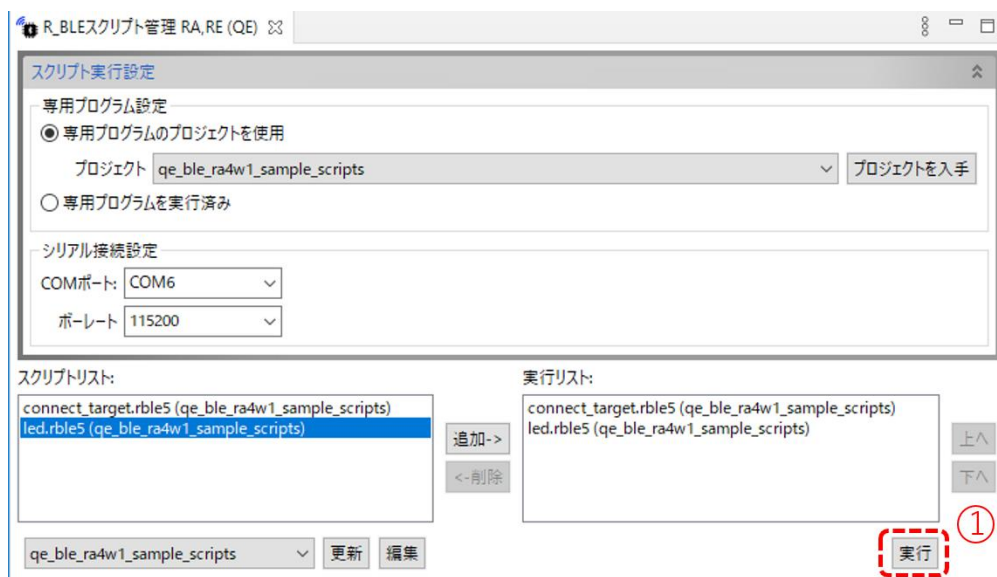 R_BLEスクリプト管理 RA,RE (QE)
スクリプト実行設定
専用プログラム設定
専用プログラムのプロジェクトを使用
プロジェクト qe_ble_ra4w1_sample_scripts プロジェクトを入手
専用プログラムを実行済み
シリアル接続設定
COMポート: COM6
ボーレート 115200
スクリプトリスト:
connect_target.rble5 (qe_ble_ra4w1_sample_scripts)
led.rble5 (qe_ble_ra4w1_sample_scripts)
追加->
<-削除
実行リスト:
connect_target.rble5 (qe_ble_ra4w1_sample_scripts)
led.rble5 (qe_ble_ra4w1_sample_scripts)
上へ
下へ
①
qe_ble_ra4w1_sample_scripts 更新 編集 実行